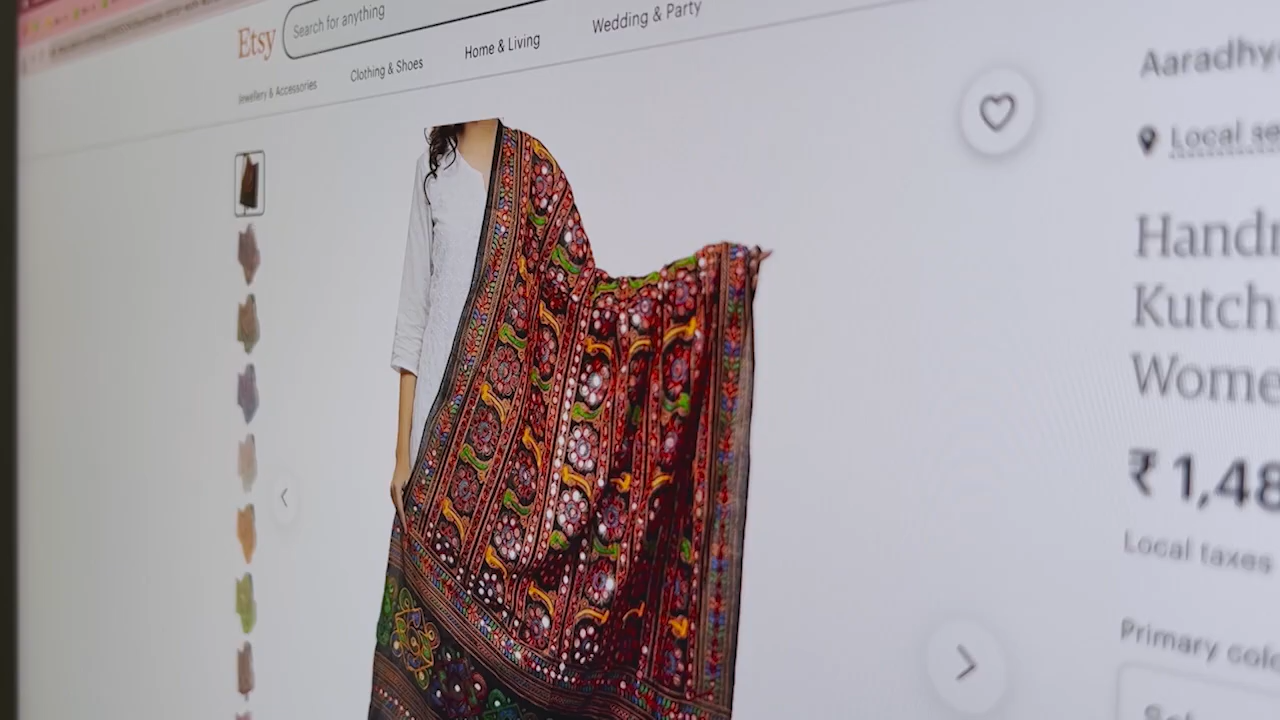 Etsy
Search for anything
Jewellery & Accessories
Clothing & Shoes
Home & Living
Wedding & Party
Aaradhy
Local se
Handm
Kutch
Wome
₹ 1,48
Local taxes
Primary colo